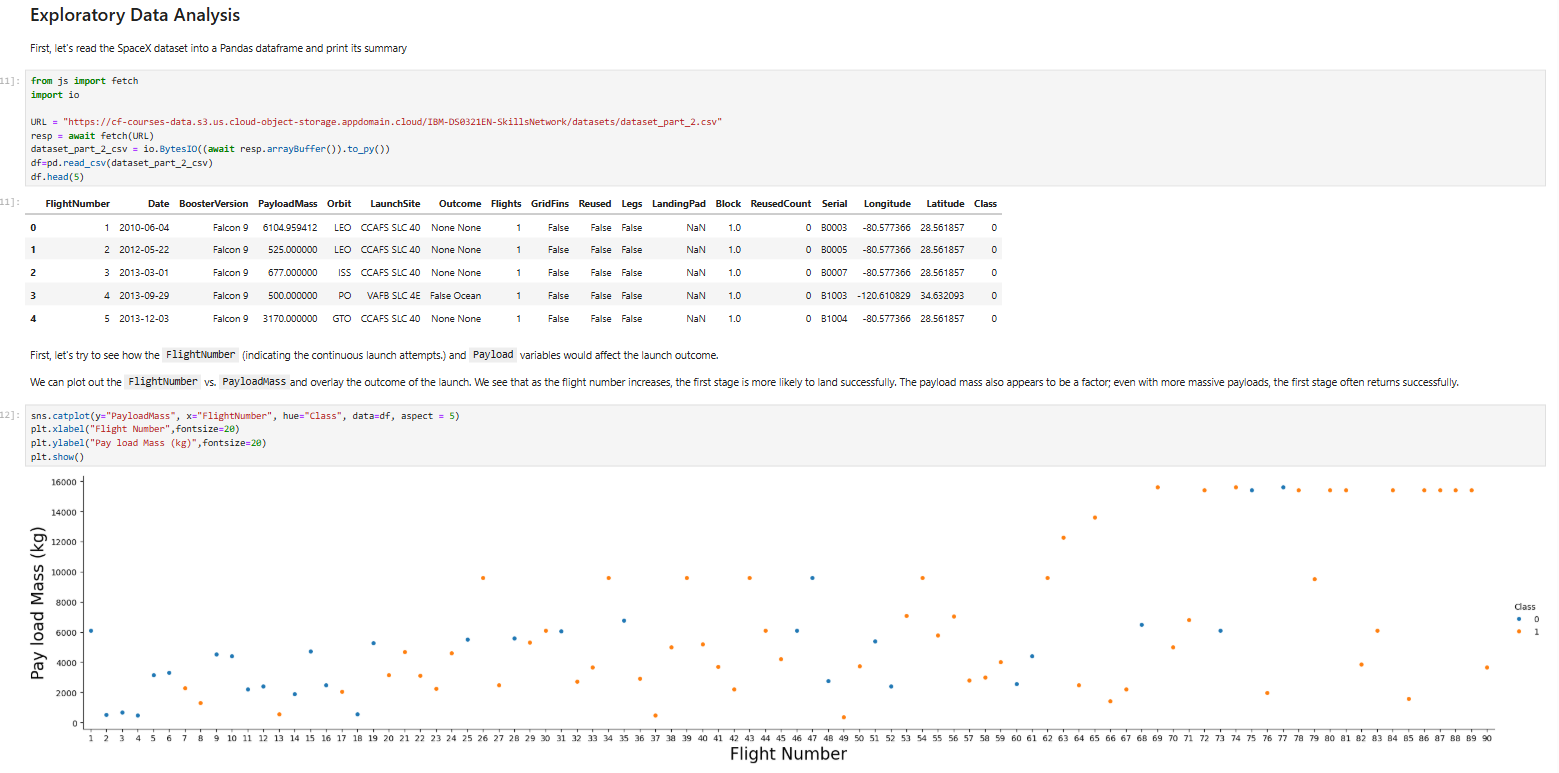 Exploratory Data Analysis
First, let's read the SpaceX dataset into a Pandas dataframe and print its summary
11]:
from js import fetch
import io
URL = "https://cf-courses-data.s3.us.cloud-object-storage.appdomain.cloud/IBM-DS0321EN-SkillsNetwork/datasets/dataset_part_2.csv"
resp = await fetch(URL)
dataset_part_2_csv = io.BytesIO((await resp.arrayBuffer()).to_py())
df=pd.read_csv(dataset_part_2_csv)
df.head(5)
11]:
FlightNumber Date BoosterVersion PayloadMass Orbit LaunchSite Outcome Flights GridFins Reused Legs LandingPad Block ReusedCount Serial Longitude Latitude Class
0 1 2010-06-04 Falcon 9 6104.959412 LEO CCAFS SLC 40 None None 1 False False False NaN 1.0 0 B0003 -80.577366 28.561857 0
1 2 2012-05-22 Falcon 9 525.000000 LEO CCAFS SLC 40 None None 1 False False False NaN 1.0 0 B0005 -80.577366 28.561857 0
2 3 2013-03-01 Falcon 9 677.000000 ISS CCAFS SLC 40 None None 1 False False False NaN 1.0 0 B0007 -80.577366 28.561857 0
3 4 2013-09-29 Falcon 9 500.000000 PO VAFB SLC 4E False Ocean 1 False False False NaN 1.0 0 B1003 -120.610829 34.632093 0
4 5 2013-12-03 Falcon 9 3170.000000 GTO CCAFS SLC 40 None None 1 False False False NaN 1.0 0 B1004 -80.577366 28.561857 0
First, let's try to see how the FlightNumber (indicating the continuous launch attempts.) and Payload variables would affect the launch outcome.
We can plot out the FlightNumber vs. PayloadMass and overlay the outcome of the launch. We see that as the flight number increases, the first stage is more likely to land successfully. The payload mass also appears to be a factor; even with more massive payloads, the first stage often returns successfully.
12]:
sns.catplot(y="PayloadMass", x="FlightNumber", hue="Class", data=df, aspect = 5)
plt.xlabel("Flight Number",fontsize=20)
plt.ylabel("Pay load Mass (kg)",fontsize=20)
plt.show()
Pay load Mass (kg)
16000
14000
12000
10000
8000
6000
4000
2000
0
1 2 3 4 5 6 7 8 9 10 11 12 13 14 15 16 17 18 19 20 21 22 23 24 25 26 27 28 29 30 31 32 33 34 35 36 37 38 39 40 41 42 43 44 45 46 47 48 49 50 51 52 53 54 55 56 57 58 59 60 61 62 63 64 65 66 67 68 69 70 71 72 73 74 75 76 77 78 79 80 81 82 83 84 85 86 87 88 89 90
Flight Number
Class
0
1